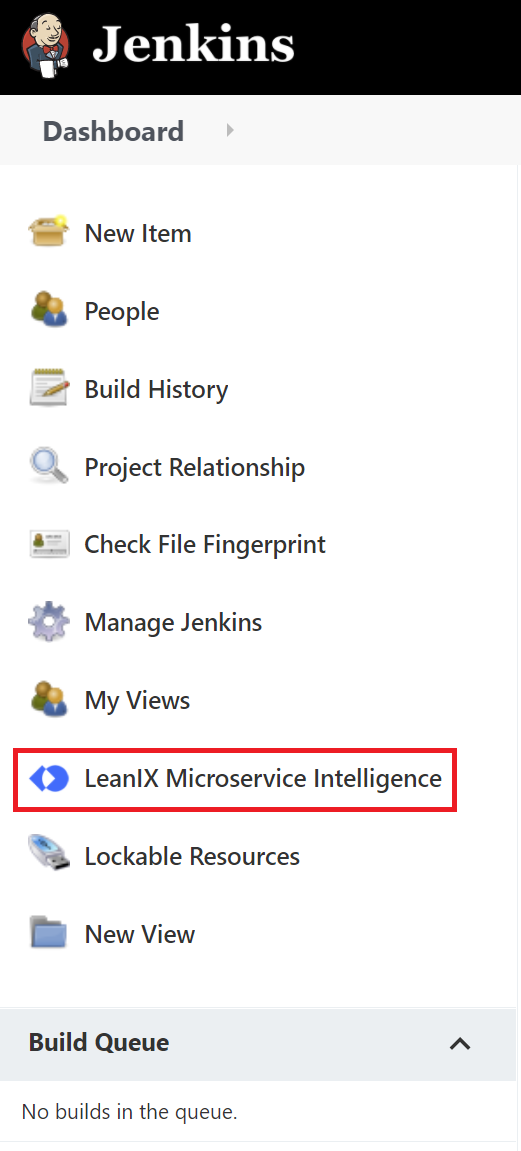 Jenkins
Dashboard
New Item
People
Build History
Project Relationship
Check File Fingerprint
Manage Jenkins
My Views
LeanIX Microservice Intelligence
Lockable Resources
New View
Build Queue
No builds in the queue.